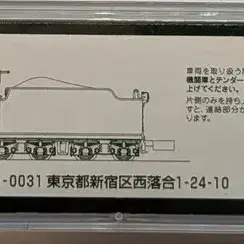 車両を取り扱う
機関車とテンダー
上げてください。
片側のみを持ち
すと、連結部分が
ります。
-0031 東京都新宿区西落合1-24-10